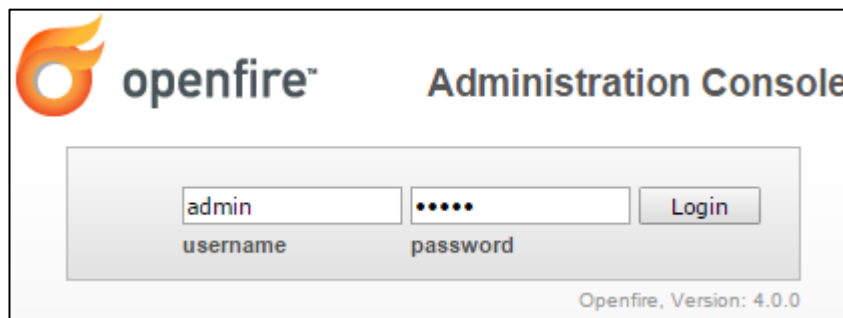 openfire™ Administration Console
admin ••••• Login
username password
Openfire, Version: 4.0.0